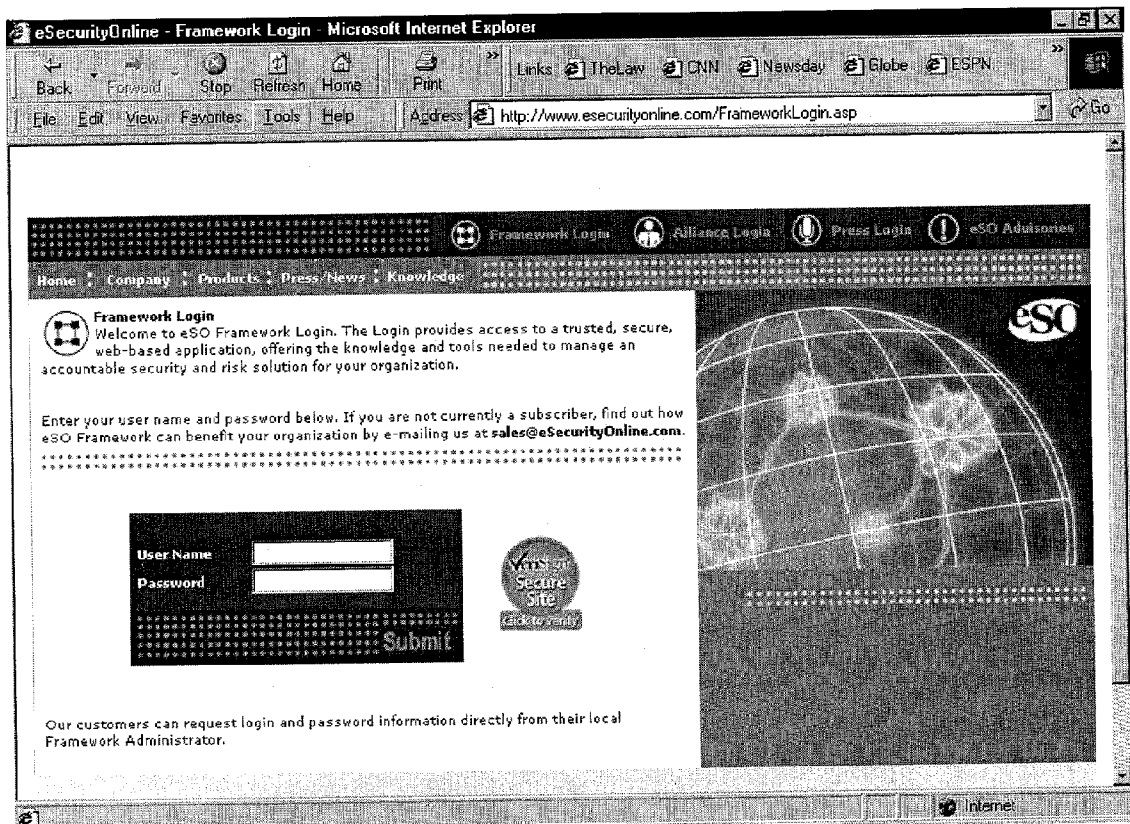 eSecurityOnline - Framework Login - Microsoft Internet Explorer
Back Forward Stop Refresh Home Print » Links TheLaw CNN Newsday Globe ESPN »
File Edit View Favorites Tools Help Address http://www.esecurityonline.com/FrameworkLogin.asp Go
Framework Login Alliance Login Press Login eSO Advisories
Home Company Products Press/News Knowledge
eSO
Framework Login
Welcome to eSO Framework Login. The Login provides access to a trusted, secure,
web-based application, offering the knowledge and tools needed to manage an
accountable security and risk solution for your organization.
Enter your user name and password below. If you are not currently a subscriber, find out how
eSO Framework can benefit your organization by e-mailing us at sales@eSecurityOnline.com.
User Name
Password
Submit
VeriSign
Secure
Site
Click to verify
Our customers can request login and password information directly from their local
Framework Administrator.
Internet